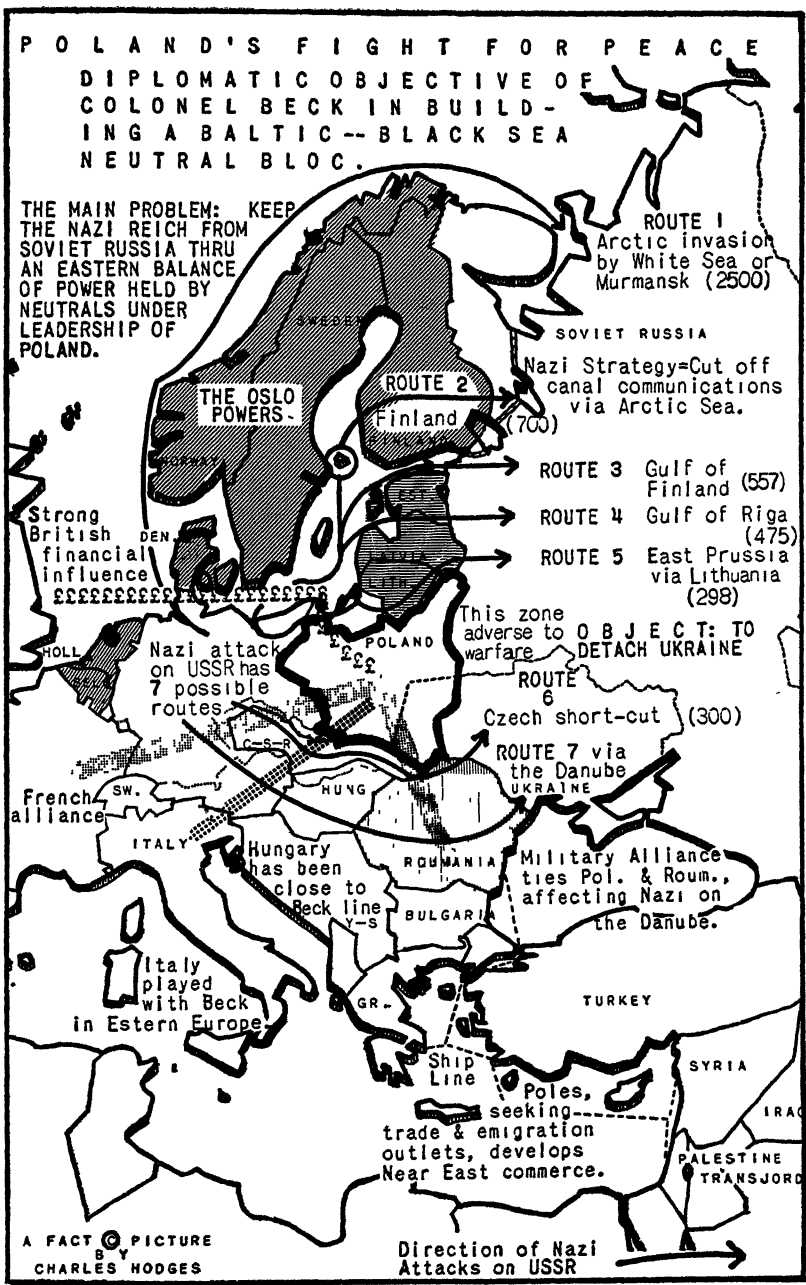 POLAND'S FIGHT FOR PEACE
DIPLOMATIC OBJECTIVE OF
COLONEL BECK IN BUILD-
ING A BALTIC--BLACK SEA
NEUTRAL BLOC.
THE MAIN PROBLEM: KEEP
THE NAZI REICH FROM
SOVIET RUSSIA THRU
AN EASTERN BALANCE
OF POWER HELD BY
NEUTRALS UNDER
LEADERSHIP OF
POLAND.
ROUTE 1
Arctic invasion
by White Sea or
Murmansk (2500)
SWEDEN
SOVIET RUSSIA
Nazi Strategy=Cut off
canal communications
via Arctic Sea.
THE OSLO
POWERS-
ROUTE 2
Finland
(700)
FINLAND
NORWAY
ROUTE 3 Gulf of
Finland (557)
EST.
ROUTE 4 Gulf of Riga
(475)
Strong
British
financial
influence
DEN.
LATVIA
LITH.
ROUTE 5 East Prussia
via Lithuania
(298)
££££££££££££££££££££££££
££££
This zone
adverse to
warfare
OBJECT: TO
DETACH UKRAINE
POLAND
HOLL.
BEL.
Nazi attack
on USSR has
7 possible
routes.
ROUTE
6
Czech short-cut (300)
C-S-R
ROUTE 7 via
the Danube
UKRAINE
French
alliance
SW.
HUNG
ITALY
ROUMANIA
Hungary
has been
close to
Beck line
Military Alliance
ties Pol. & Roum.,
affecting Nazi on
the Danube.
Y-S
BULGARIA
Italy
played
with Beck
in Estern Europe.
GR.
TURKEY
Ship
Line
SYRIA
IRAQ
Poles,
seeking
trade & emigration
outlets, develops
Near East commerce.
PALESTINE
TRANSJORD
A FACT © PICTURE
BY
CHARLES HODGES
Direction of Nazi
Attacks on USSR